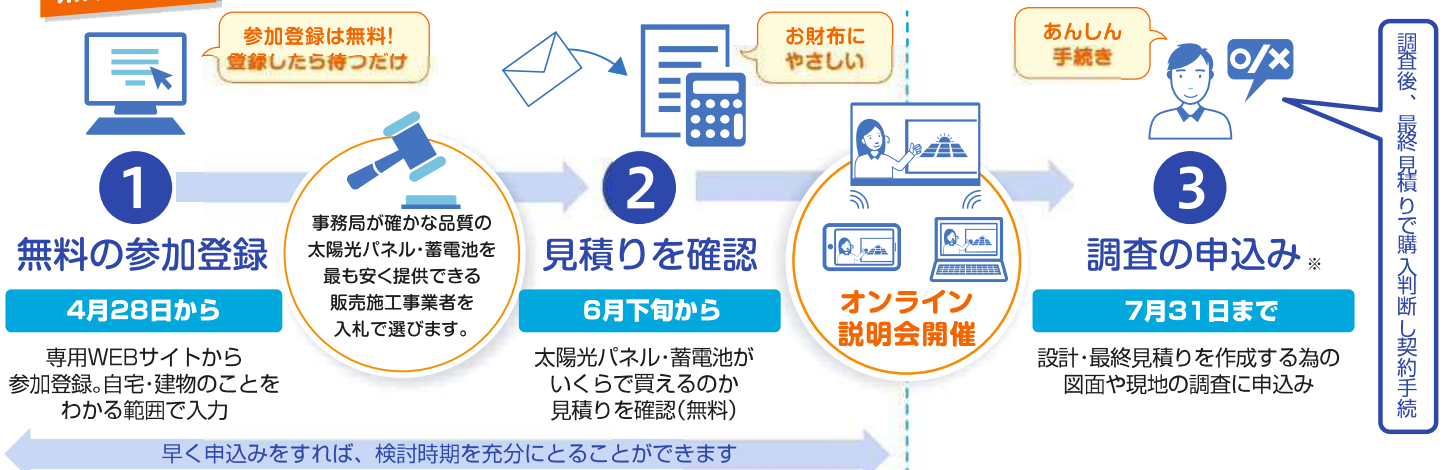 参加登録は無料!
登録したら待つだけ
1
無料の参加登録
4月28日から
専用WEBサイトから
参加登録。自宅・建物のことを
わかる範囲で入力
事務局が確かな品質の
太陽光パネル・蓄電池を
最も安く提供できる
販売施工事業者を
入札で選びます。
お財布に
やさしい
2
見積りを確認
6月下旬から
太陽光パネル・蓄電池が
いくらで買えるのか
見積りを確認(無料)
オンライン
説明会開催
あんしん
手続き
o/×
3
調査の申込み※
7月31日まで
設計・最終見積りを作成する為の
図面や現地の調査に申込み
調査後、最終見積りで購入判断し契約手続
早く申込みをすれば、検討時期を充分にとることができます